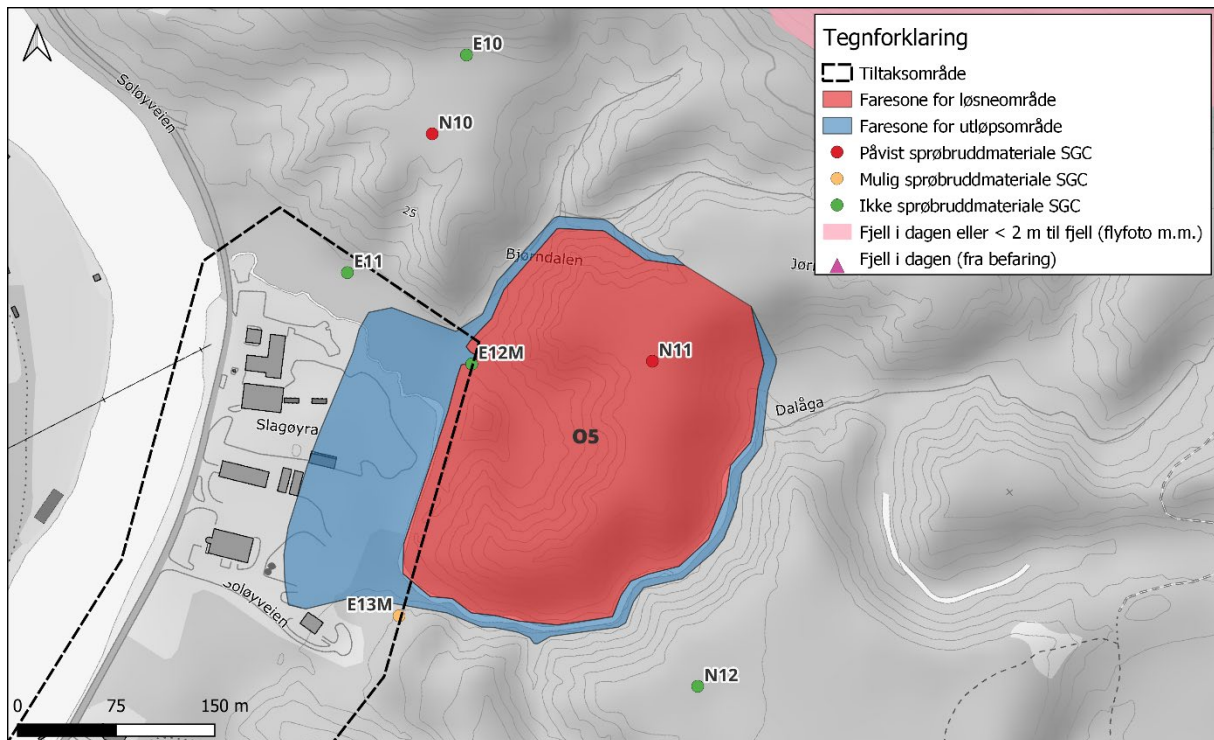 Tegnforklaring
Tiltaksområde
Faresone for løsneområde
Faresone for utløpsområde
Påvist sprøbruddmateriale SGC
Mulig sprøbruddmateriale SGC
Ikke sprøbruddmateriale SGC
Fjell i dagen eller < 2 m til fjell (flyfoto m.m.)
Fjell i dagen (fra befaring)
E10
Soløyveien
N10
25
Bjørndalen
E11
E12M
N11
Dalåga
Slagøyra
O5
Soløyveien
E13M
N12
0 75 150 m